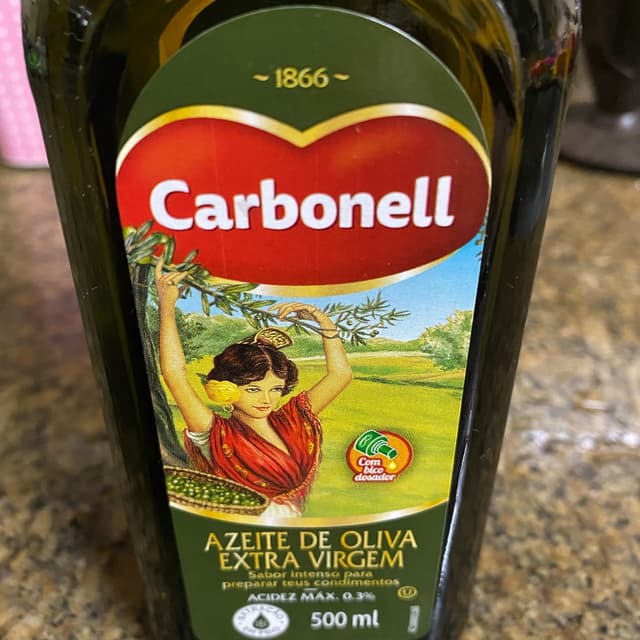 ~1866~
Carbonell
Com
bico
dosador
AZEITE DE OLIVA
EXTRA VIRGEM
Sabor intenso para
preparar teus condimentos
ACIDEZ MÁX. 0.3%
U
500 ml